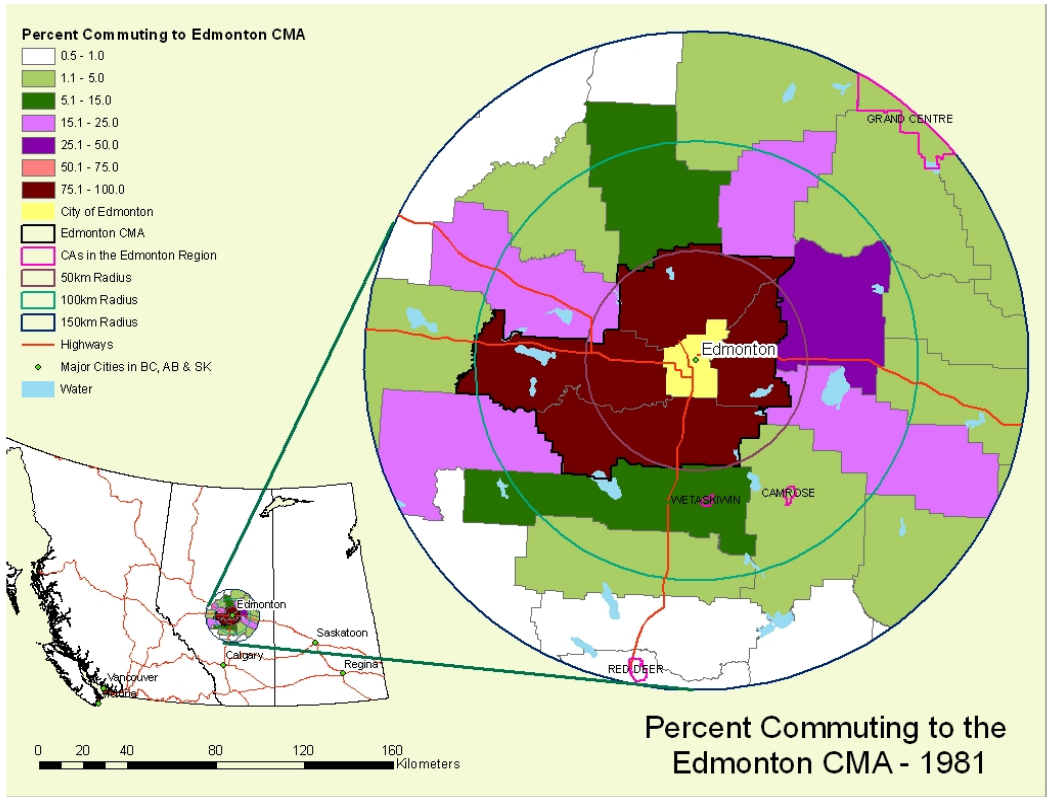 Percent Commuting to Edmonton CMA
0.5 - 1.0
1.1 - 5.0
5.1 - 15.0
15.1 - 25.0
25.1 - 50.0
50.1 - 75.0
75.1 - 100.0
City of Edmonton
Edmonton CMA
CAs in the Edmonton Region
50km Radius
100km Radius
150km Radius
Highways
Major Cities in BC, AB & SK
Water
GRAND CENTRE
Edmonton
WETASKIWIN
CAMROSE
RED DEER
Edmonton
Saskatoon
Calgary
Regina
Vancouver
0 20 40 80 120 160
Kilometers
Percent Commuting to the
Edmonton CMA - 1981